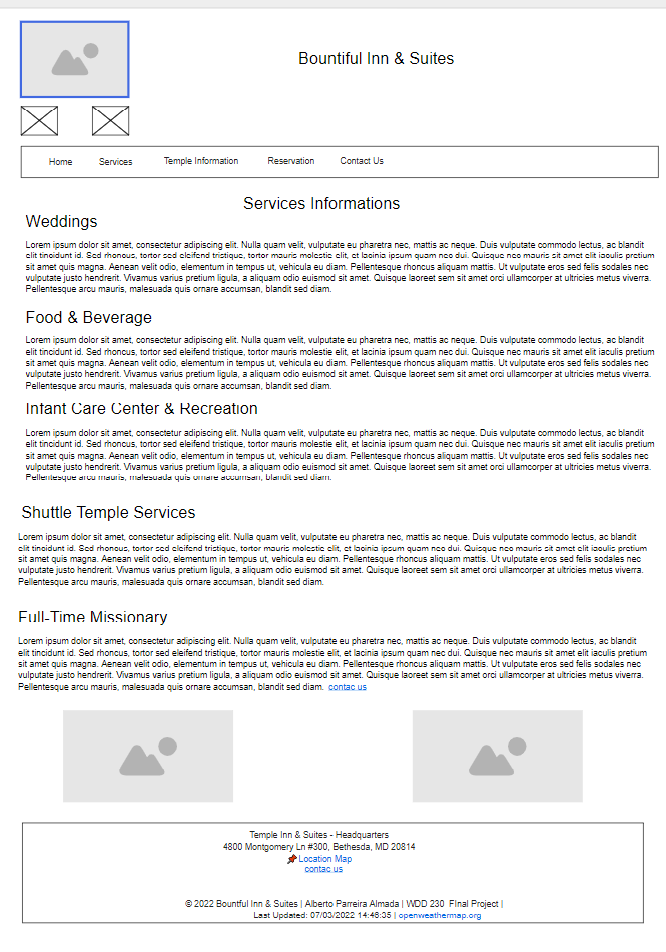 Bountiful Inn & Suites
Home Services Temple Information Reservation Contact Us
Services Informations
Weddings
Lorem ipsum dolor sit amet, consectetur adipiscing elit. Nulla quam velit, vulputate eu pharetra nec, mattis ac neque. Duis vulputate commodo lectus, ac blandit
elit tincidunt id. Sed rhoncus, tortor sed eleifend tristique, tortor mauris molestie elit, et lacinia ipsum quam nec dui. Quisque nec mauris sit amet elit iaculis pretium
sit amet quis magna. Aenean velit odio, elementum in tempus ut, vehicula eu diam. Pellentesque rhoncus aliquam mattis. Ut vulputate eros sed felis sodales nec
vulputate justo hendrerit. Vivamus varius pretium ligula, a aliquam odio euismod sit amet. Quisque laoreet sem sit amet orci ullamcorper at ultricies metus viverra.
Pellentesque arcu mauris, malesuada quis ornare accumsan, blandit sed diam.
Food & Beverage
Lorem ipsum dolor sit amet, consectetur adipiscing elit. Nulla quam velit, vulputate eu pharetra nec, mattis ac neque. Duis vulputate commodo lectus, ac blandit
elit tincidunt id. Sed rhoncus, tortor sed eleifend tristique, tortor mauris molestie elit, et lacinia ipsum quam nec dui. Quisque nec mauris sit amet elit iaculis pretium
sit amet quis magna. Aenean velit odio, elementum in tempus ut, vehicula eu diam. Pellentesque rhoncus aliquam mattis. Ut vulputate eros sed felis sodales nec
vulputate justo hendrerit. Vivamus varius pretium ligula, a aliquam odio euismod sit amet. Quisque laoreet sem sit amet orci ullamcorper at ultricies metus viverra.
Pellentesque arcu mauris, malesuada quis ornare accumsan, blandit sed diam.
Infant Care Center & Recreation
Lorem ipsum dolor sit amet, consectetur adipiscing elit. Nulla quam velit, vulputate eu pharetra nec, mattis ac neque. Duis vulputate commodo lectus, ac blandit
elit tincidunt id. Sed rhoncus, tortor sed eleifend tristique, tortor mauris molestie elit, et lacinia ipsum quam nec dui. Quisque nec mauris sit amet elit iaculis pretium
sit amet quis magna. Aenean velit odio, elementum in tempus ut, vehicula eu diam. Pellentesque rhoncus aliquam mattis. Ut vulputate eros sed felis sodales nec
vulputate justo hendrerit. Vivamus varius pretium ligula, a aliquam odio euismod sit amet. Quisque laoreet sem sit amet orci ullamcorper at ultricies metus viverra.
Pellentesque arcu mauris, malesuada quis ornare accumsan, blandit sed diam.
Shuttle Temple Services
Lorem ipsum dolor sit amet, consectetur adipiscing elit. Nulla quam velit, vulputate eu pharetra nec, mattis ac neque. Duis vulputate commodo lectus, ac blandit
elit tincidunt id. Sed rhoncus, tortor sed eleifend tristique, tortor mauris molestie elit, et lacinia ipsum quam nec dui. Quisque nec mauris sit amet elit iaculis pretium
sit amet quis magna. Aenean velit odio, elementum in tempus ut, vehicula eu diam. Pellentesque rhoncus aliquam mattis. Ut vulputate eros sed felis sodales nec
vulputate justo hendrerit. Vivamus varius pretium ligula, a aliquam odio euismod sit amet. Quisque laoreet sem sit amet orci ullamcorper at ultricies metus viverra.
Pellentesque arcu mauris, malesuada quis ornare accumsan, blandit sed diam.
Full-Time Missionary
Lorem ipsum dolor sit amet, consectetur adipiscing elit. Nulla quam velit, vulputate eu pharetra nec, mattis ac neque. Duis vulputate commodo lectus, ac blandit
elit tincidunt id. Sed rhoncus, tortor sed eleifend tristique, tortor mauris molestie elit, et lacinia ipsum quam nec dui. Quisque nec mauris sit amet elit iaculis pretium
sit amet quis magna. Aenean velit odio, elementum in tempus ut, vehicula eu diam. Pellentesque rhoncus aliquam mattis. Ut vulputate eros sed felis sodales nec
vulputate justo hendrerit. Vivamus varius pretium ligula, a aliquam odio euismod sit amet. Quisque laoreet sem sit amet orci ullamcorper at ultricies metus viverra.
Pellentesque arcu mauris, malesuada quis ornare accumsan, blandit sed diam. contac us
Temple Inn & Suites - Headquarters
4800 Montgomery Ln #300, Bethesda, MD 20814
📌Location Map
contac us
© 2022 Bountful Inn & Suites | Alberto Parreira Almada | WDD 230 FInal Project |
Last Updated: 07/03/2022 14:46:35 | openweathermap.org